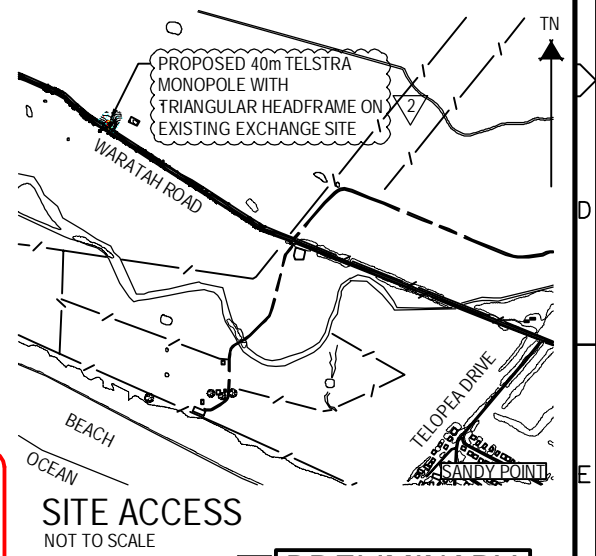 TN
PROPOSED 40m TELSTRA
MONOPOLE WITH
TRIANGULAR HEADFRAME ON
EXISTING EXCHANGE SITE
2
WARATAH ROAD
D
TELOPEA DRIVE
BEACH
OCEAN
SANDY POINT
E
SITE ACCESS
NOT TO SCALE